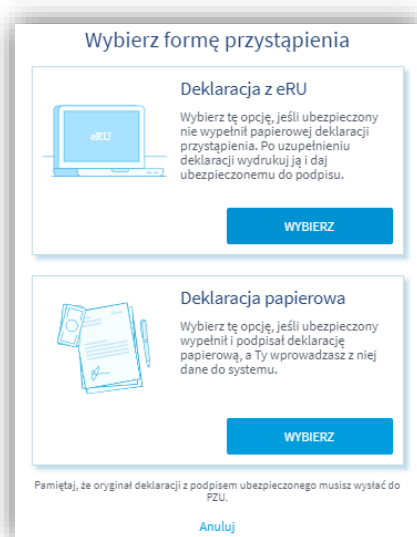 Wybierz formę przystąpienia
Deklaracja z eRU
Wybierz tę opcję, jeśli ubezpieczony
nie wypełnił papierowej deklaracji
przystąpienia. Po uzupełnieniu
deklaracji wydrukuj ją i daj
ubezpieczonemu do podpisu.
eRU
WYBIERZ
Deklaracja papierowa
Wybierz tę opcję, jeśli ubezpieczony
wypełnił i podpisał deklarację
papierową, a Ty wprowadzasz z niej
dane do systemu.
WYBIERZ
Pamiętaj, że oryginał deklaracji z podpisem ubezpieczonego musisz wysłać do
PZU.
Anuluj